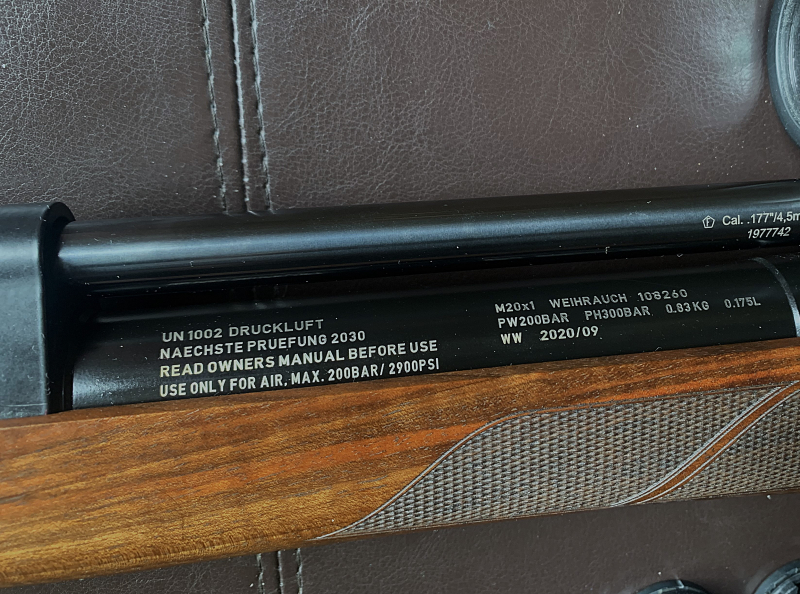 Cal. .177"/4,5m
1977742
UN 1002 DRUCKLUFT
NAECHSTE PRUEFUNG 2030
READ OWNERS MANUAL BEFORE USE
USE ONLY FOR AIR, MAX. 200BAR/ 2900PSI
M20x1 WEIHRAUCH 108260
PW200BAR PH300BAR 0.83KG 0.175L
WW 2020/09